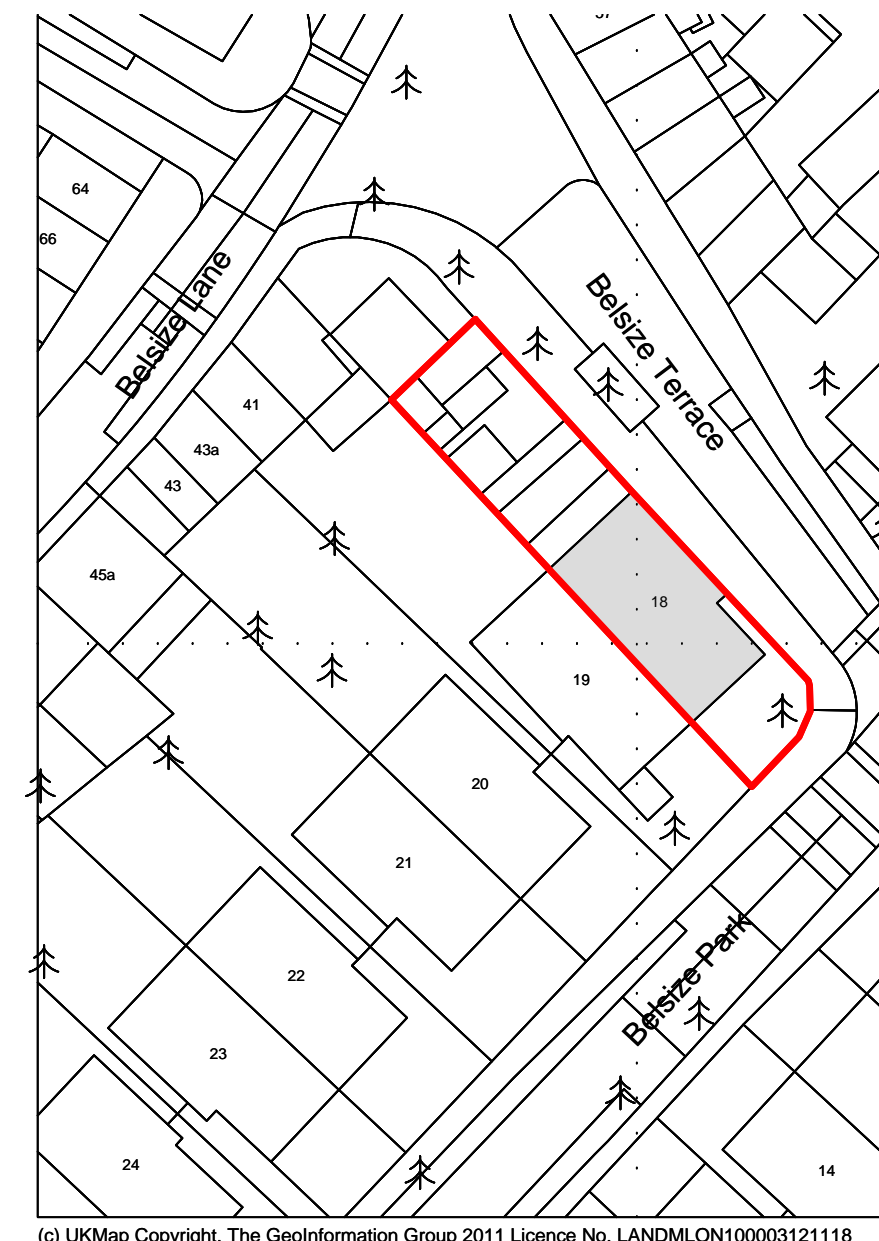 37
64
66
Belsize Lane
Belsize Terrace
41
43a
43
45a
18
19
20
21
22
23
24
Belsize Park
14
(c) UKMap Copyright. The GeoInformation Group 2011 Licence No. LANDMLON100003121118